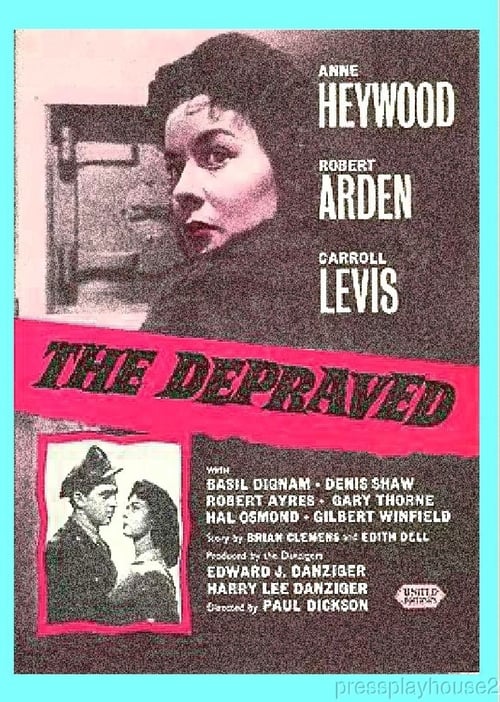 ANNE
HEYWOOD
ROBERT
ARDEN
CARROLL
LEVIS
THE DEPRAVED
WITH
BASIL DIGNAM · DENIS SHAW
ROBERT AYRES · GARY THORNE
HAL OSMOND · GILBERT WINFIELD
Story by BRIAN CLEMENS and EDITH DELL
Produced by the Danzigers
EDWARD J. DANZIGER
HARRY LEE DANZIGER
Directed by PAUL DICKSON
UNITED
ARTISTS
pressplayhouse2